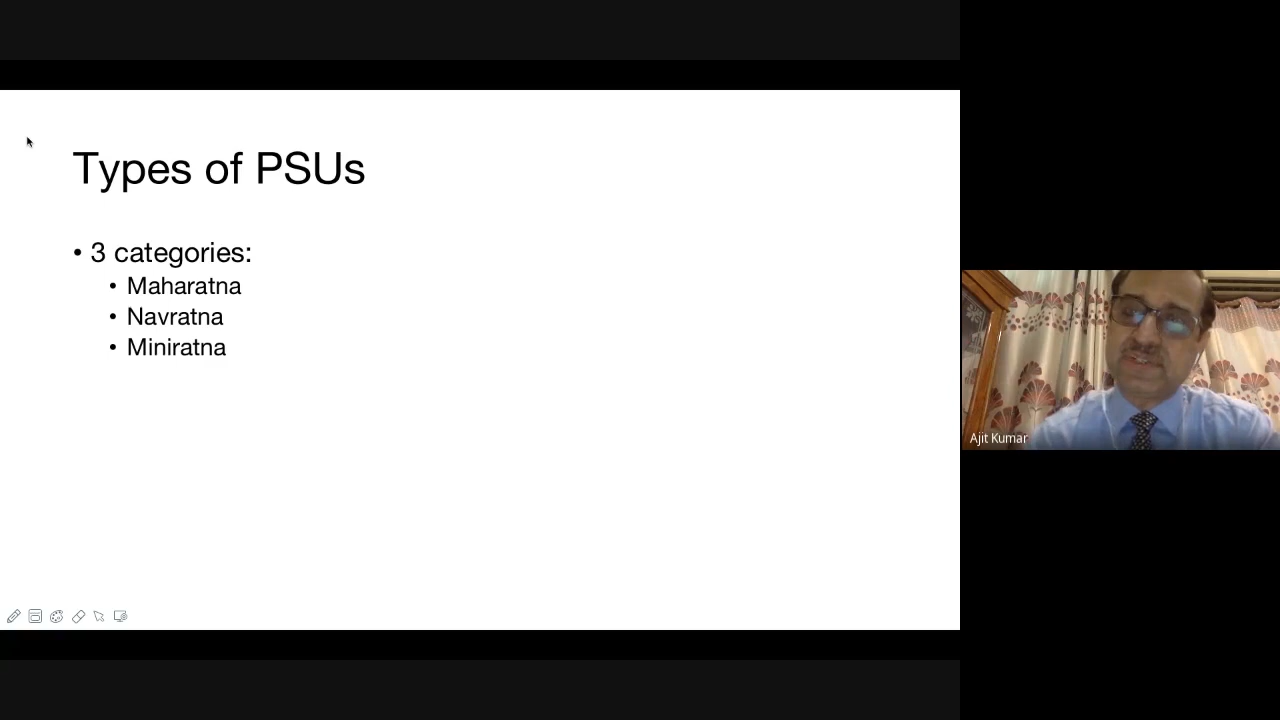 Types of PSUs
• 3 categories:
• Maharatna
• Navratna
• Miniratna
Ajit Kumar